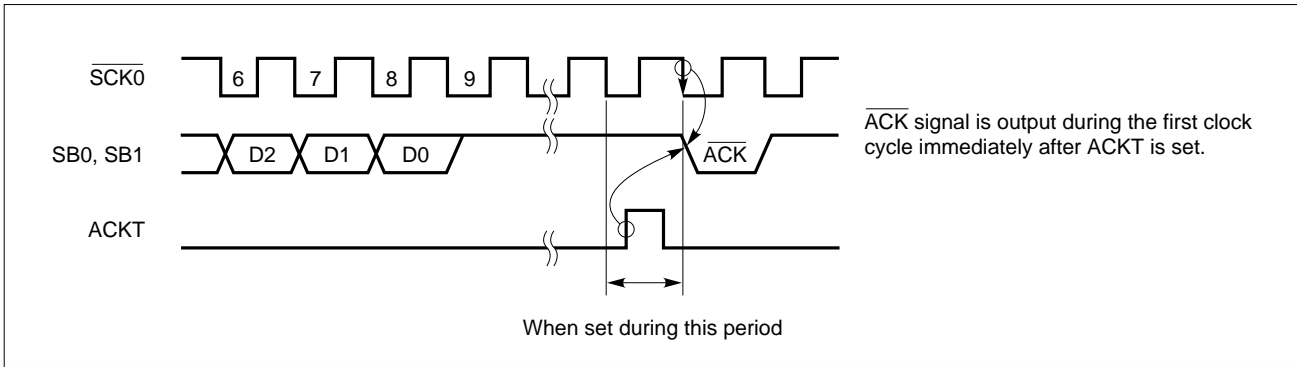 SCK0
6 7 8 9
SB0, SB1
D2 D1 D0 ACK
ACKT
ACK signal is output during the first clock
cycle immediately after ACKT is set.
When set during this period